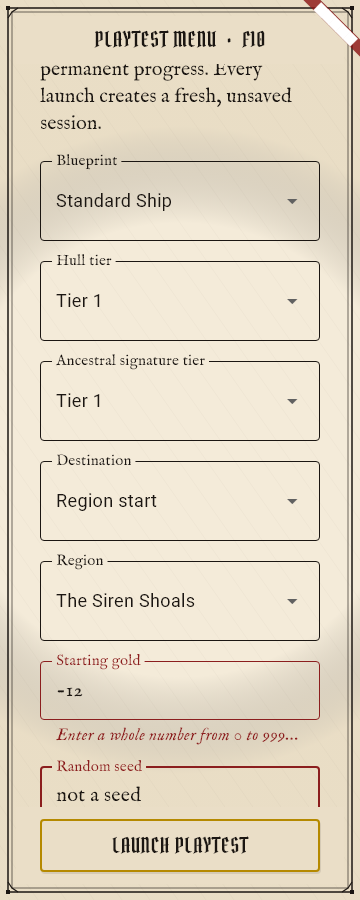 PLAYTEST MENU · F10
permanent progress. Every
launch creates a fresh, unsaved
session.
Blueprint
Standard Ship
Hull tier
Tier 1
Ancestral signature tier
Tier 1
Destination
Region start
Region
The Siren Shoals
Starting gold
-12
Enter a whole number from 0 to 999...
Random seed
not a seed
LAUNCH PLAYTEST